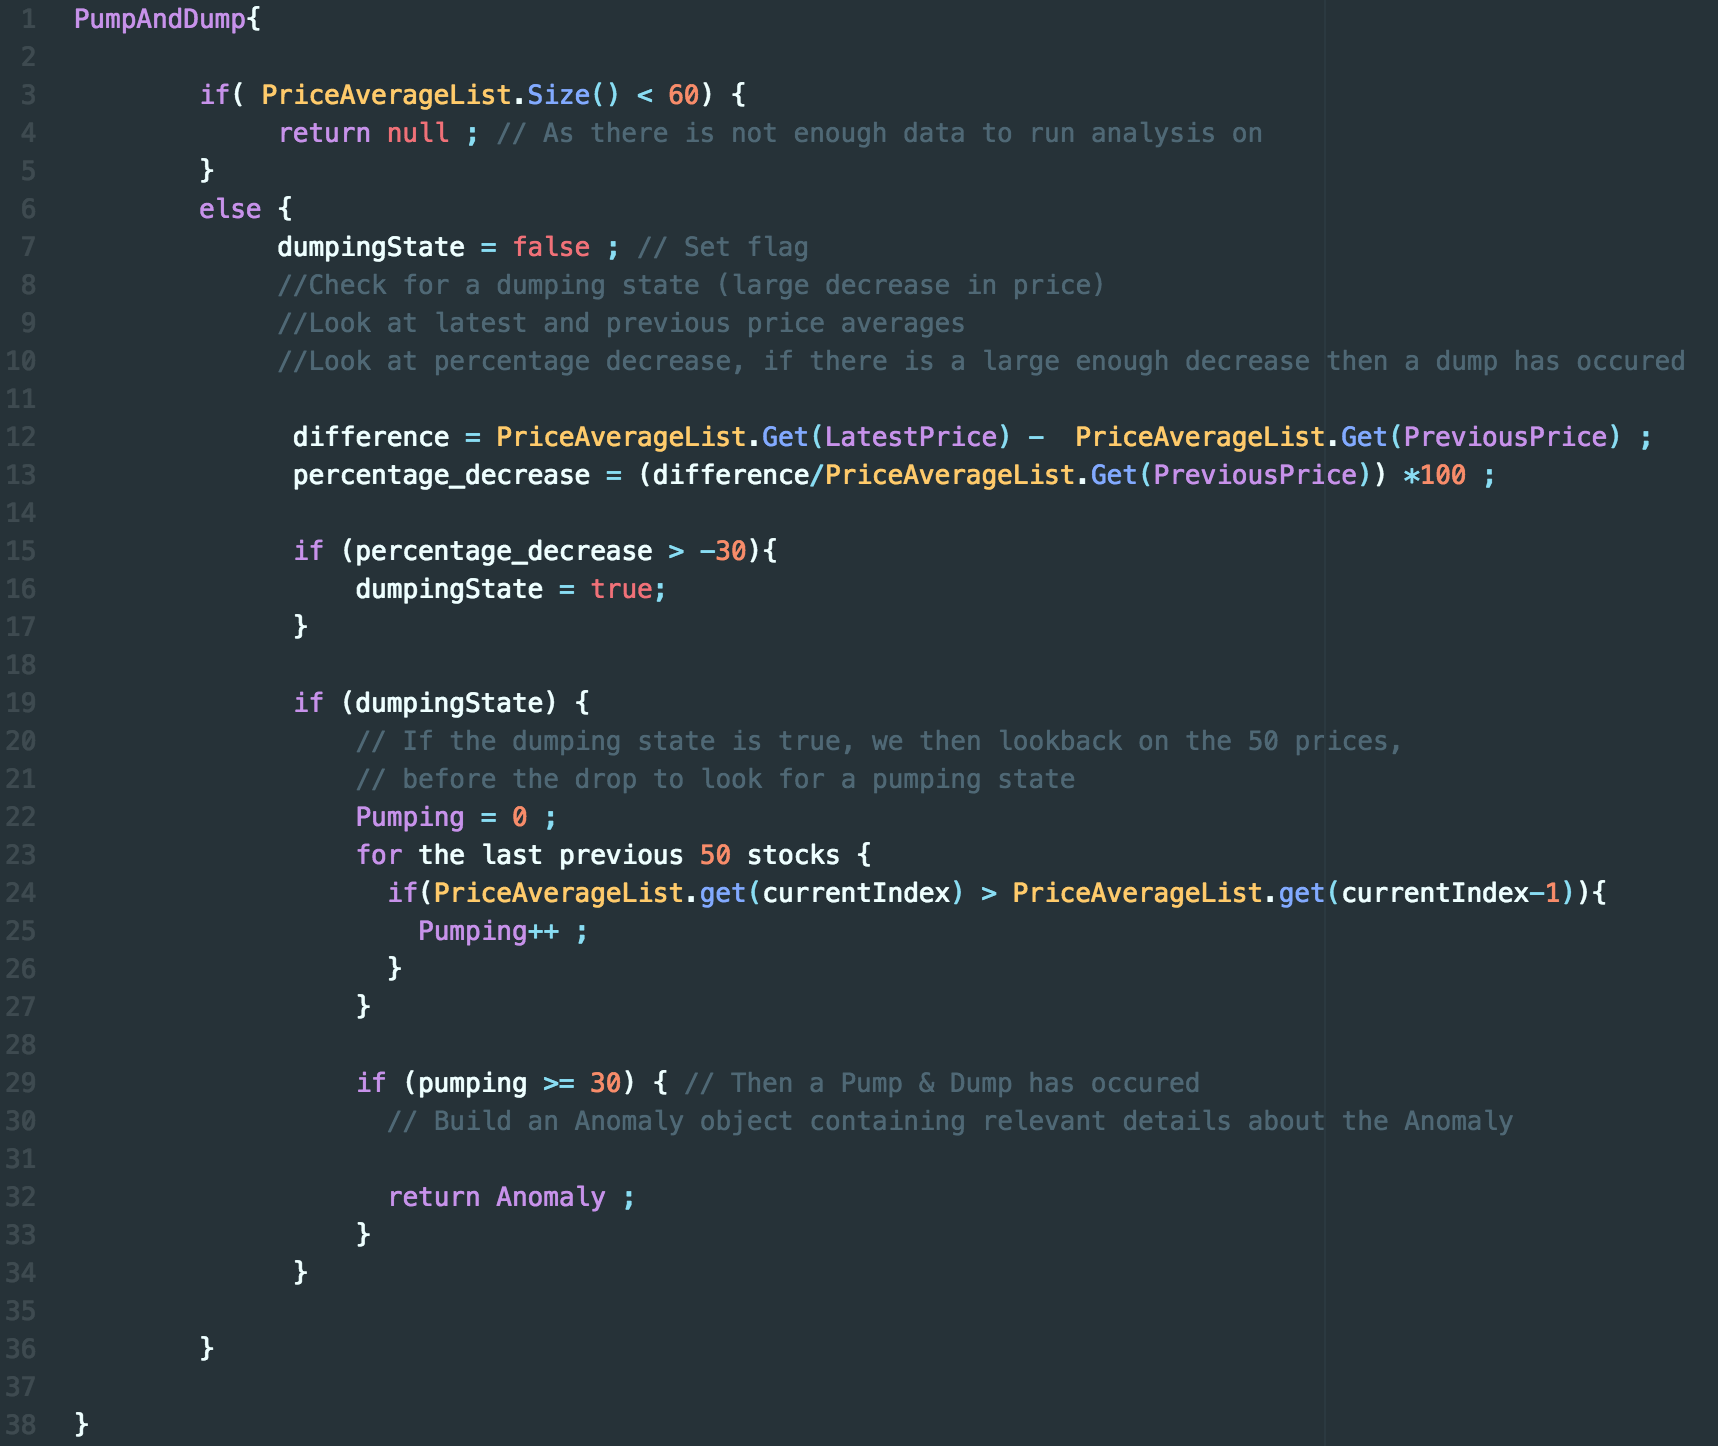 1 PumpAndDump{
2
3 if( PriceAverageList.Size() < 60) {
4 return null ; // As there is not enough data to run analysis on
5 }
6 else {
7 dumpingState = false ; // Set flag
8 //Check for a dumping state (large decrease in price)
9 //Look at latest and previous price averages
10 //Look at percentage decrease, if there is a large enough decrease then a dump has occured
11
12 difference = PriceAverageList.Get(LatestPrice) - PriceAverageList.Get(PreviousPrice) ;
13 percentage_decrease = (difference/PriceAverageList.Get(PreviousPrice)) *100 ;
14
15 if (percentage_decrease > -30){
16 dumpingState = true;
17 }
18
19 if (dumpingState) {
20 // If the dumping state is true, we then lookback on the 50 prices,
21 // before the drop to look for a pumping state
22 Pumping = 0 ;
23 for the last previous 50 stocks {
24 if(PriceAverageList.get(currentIndex) > PriceAverageList.get(currentIndex-1)){
25 Pumping++ ;
26 }
27 }
28
29 if (pumping >= 30) { // Then a Pump & Dump has occured
30 // Build an Anomaly object containing relevant details about the Anomaly
31
32 return Anomaly ;
33 }
34 }
35
36 }
37
38 }